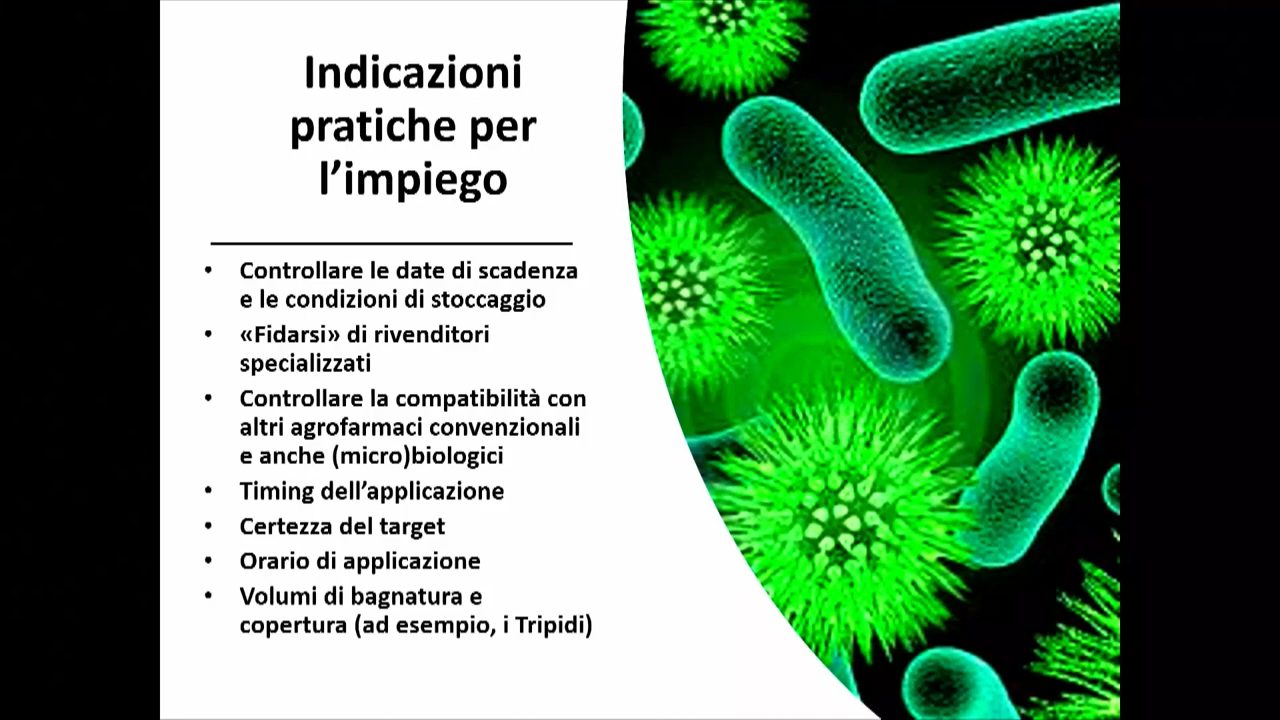 Indicazioni
pratiche per
l’impiego
• Controllare le date di scadenza
e le condizioni di stoccaggio
• «Fidarsi» di rivenditori
specializzati
• Controllare la compatibilità con
altri agrofarmaci convenzionali
e anche (micro)biologici
• Timing dell’applicazione
• Certezza del target
• Orario di applicazione
• Volumi di bagnatura e
copertura (ad esempio, i Tripidi)